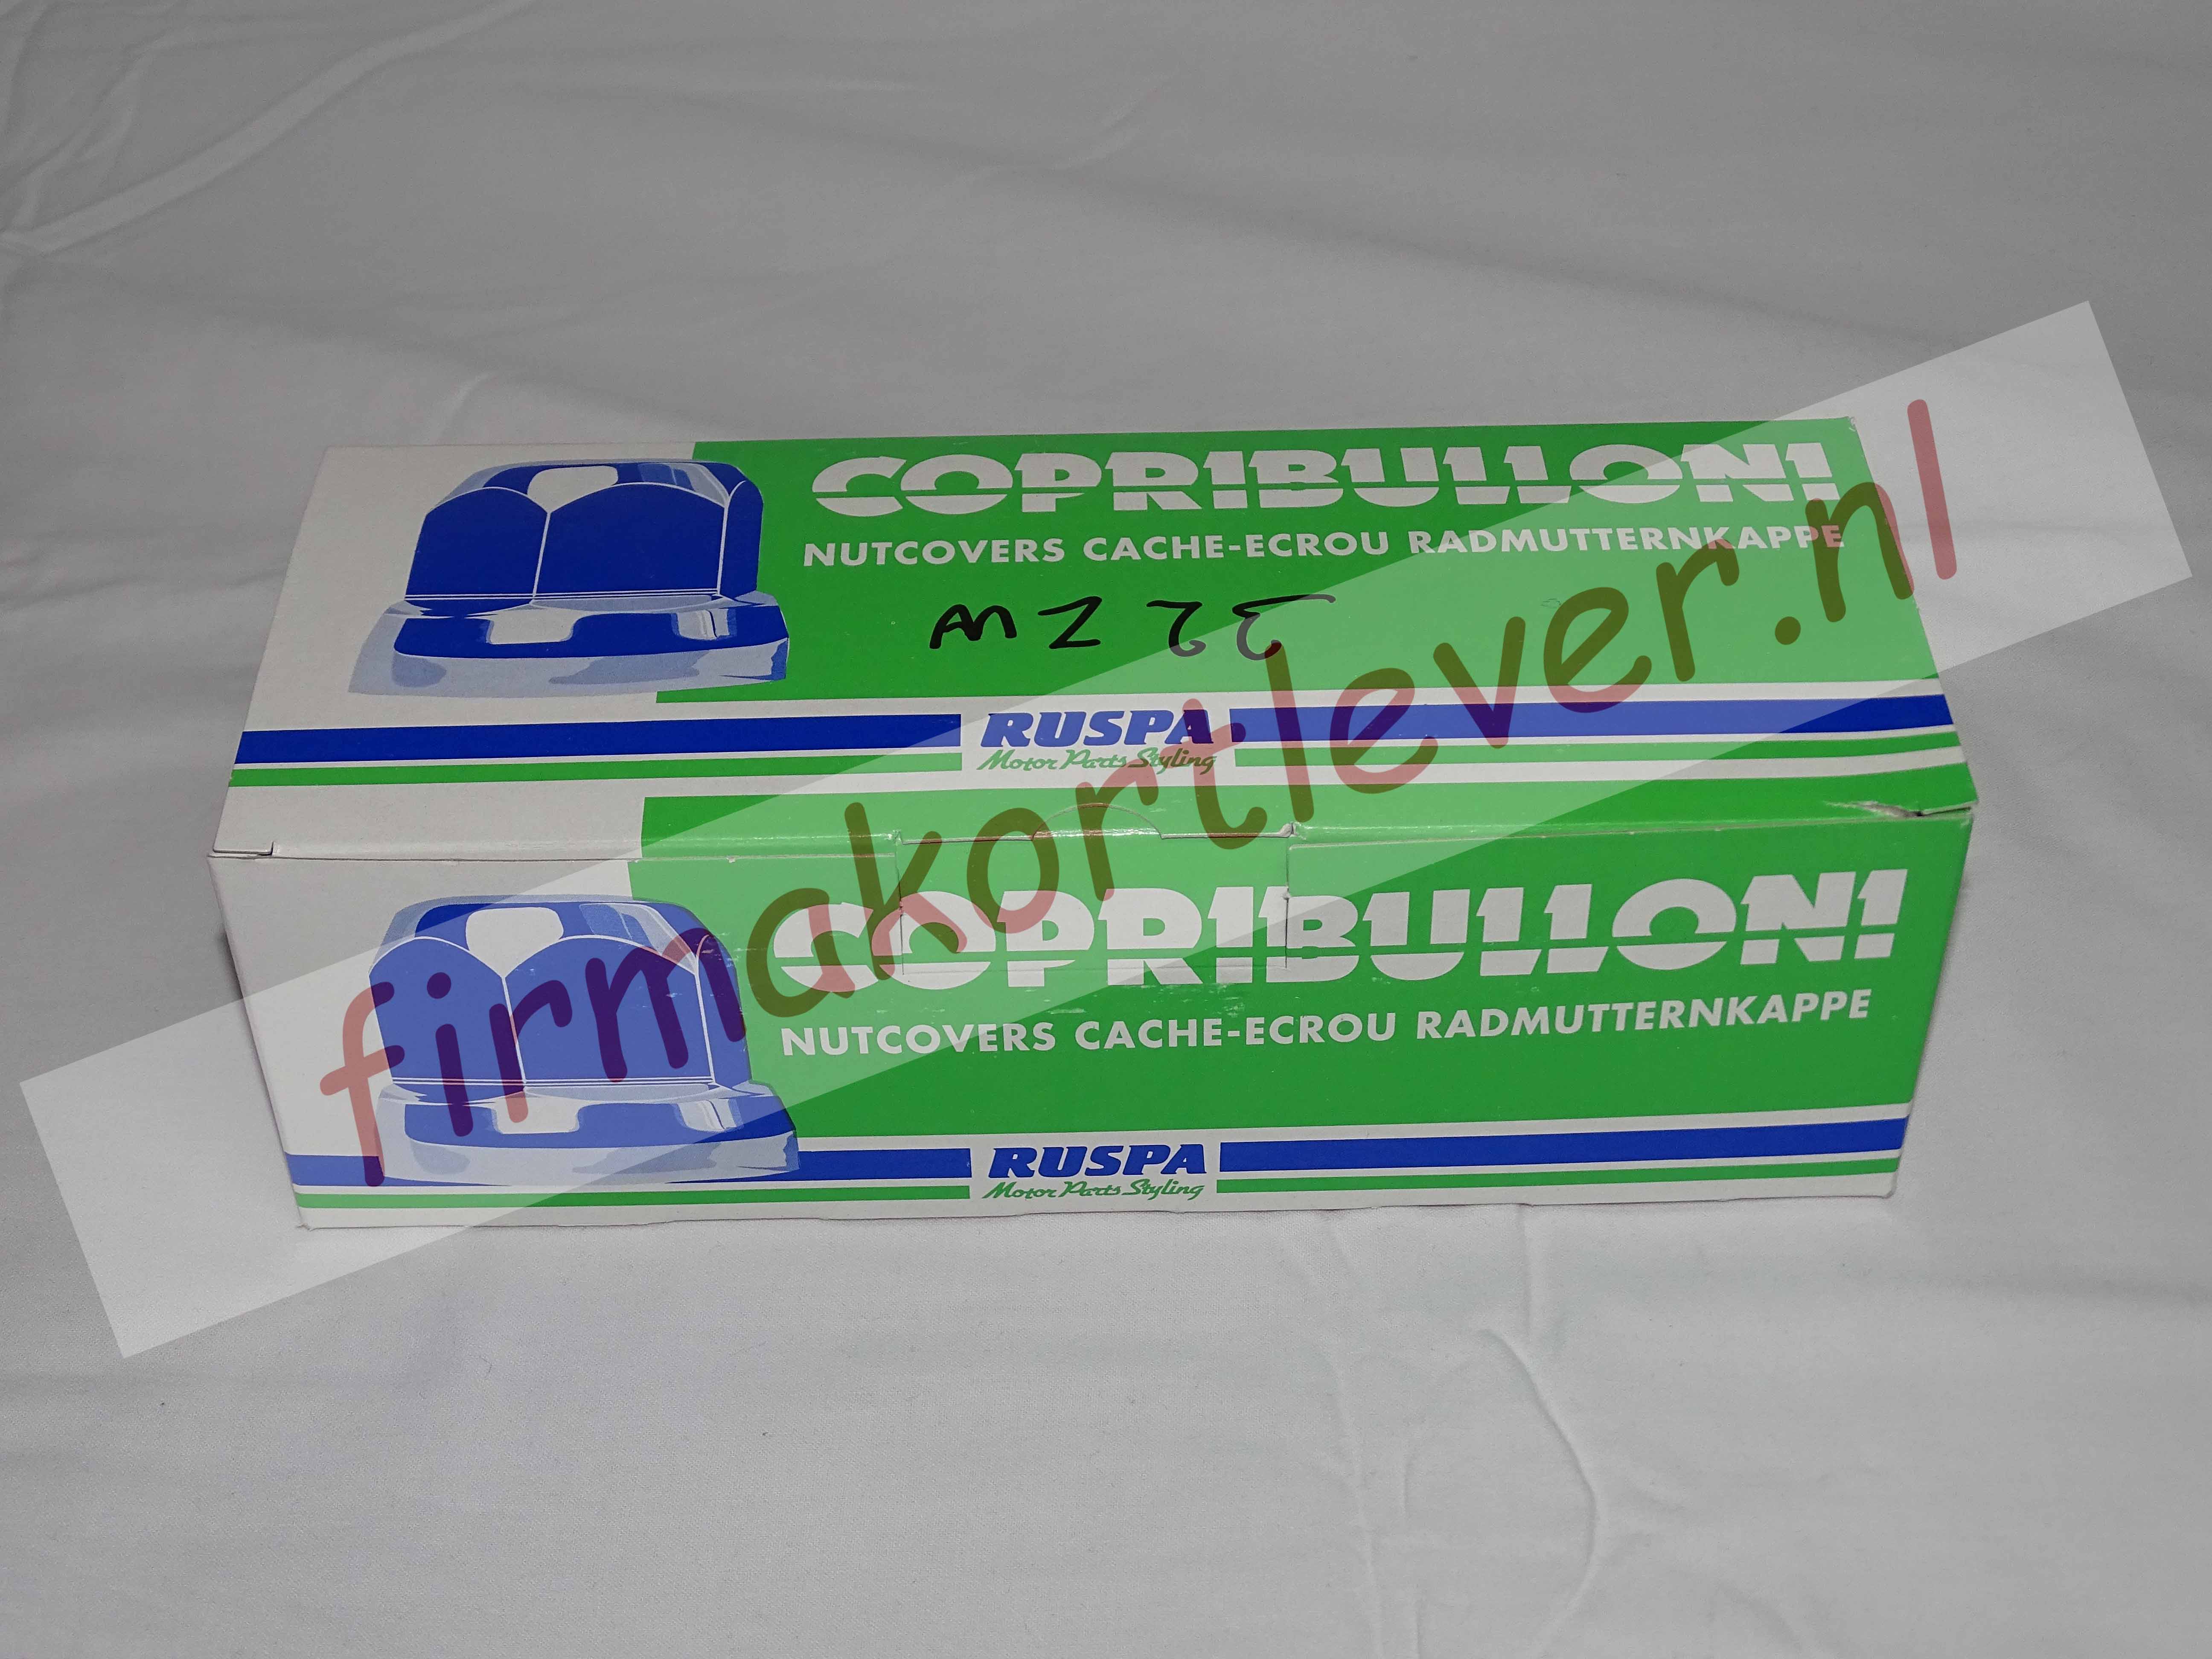 COPRIBULLONI
NUTCOVERS CACHE-ECROU RADMUTTERNKAPPE
32 ZW
RUSPA
Motor Parts Styling
COPRIBULLONI
NUTCOVERS CACHE-ECROU RADMUTTERNKAPPE
RUSPA
Motor Parts Styling
firmakortlever.nl